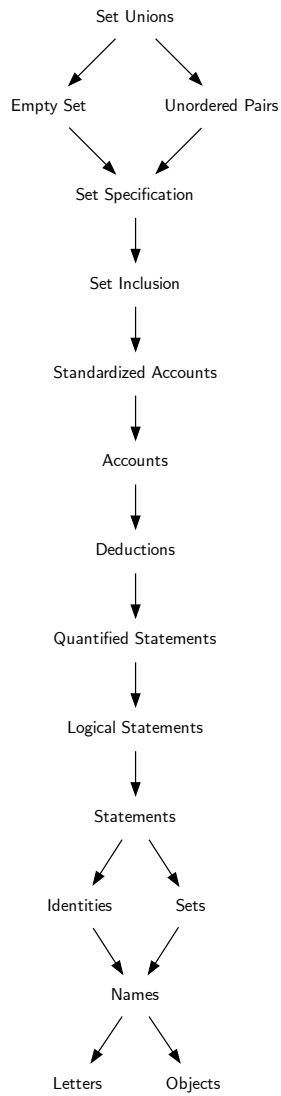 Set Unions
Empty Set
Unordered Pairs
Set Specification
Set Inclusion
Standardized Accounts
Accounts
Deductions
Quantified Statements
Logical Statements
Statements
Identities
Sets
Names
Letters
Objects